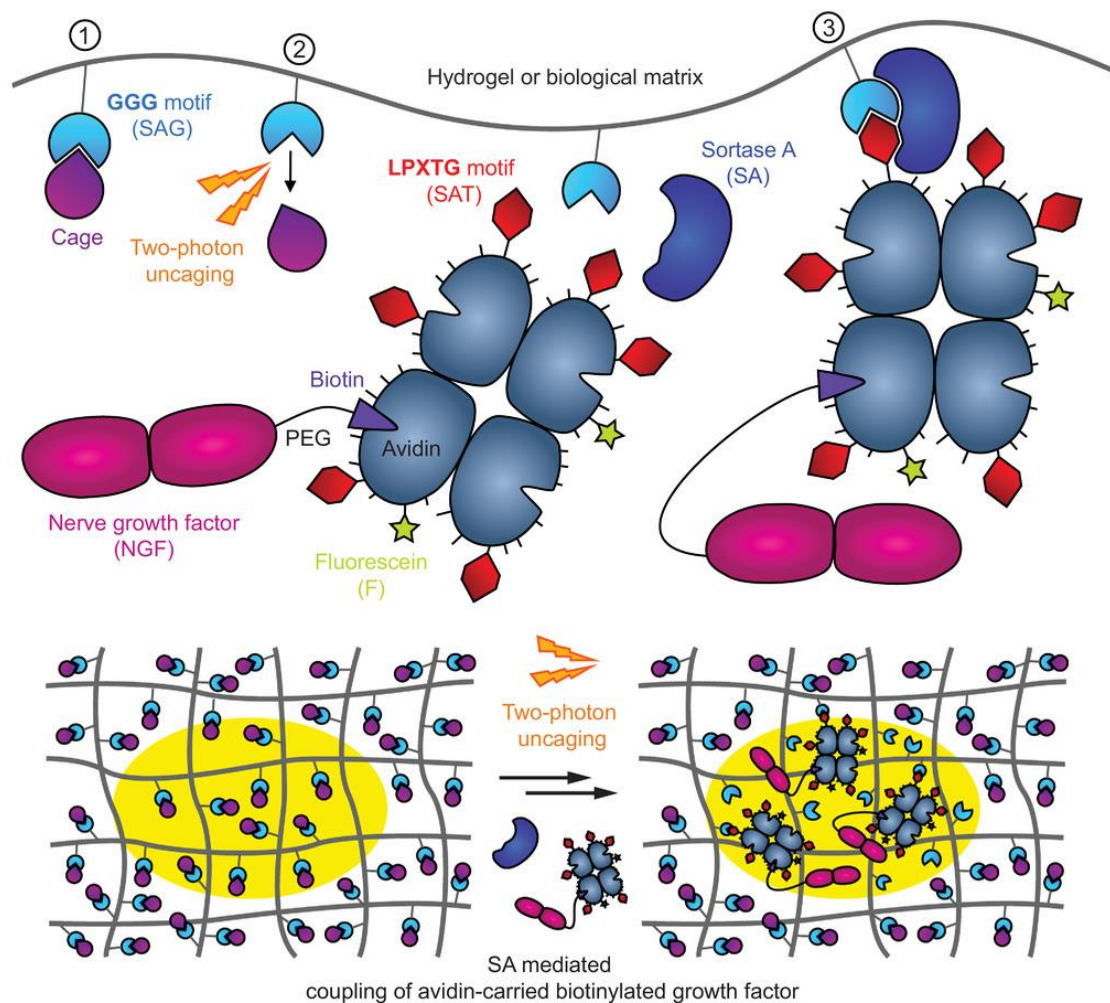 1
2
3
Hydrogel or biological matrix
GGG motif
(SAG)
Cage
Two-photon
uncaging
LPXTG motif
(SAT)
Sortase A
(SA)
Biotin
PEG
Avidin
Nerve growth factor
(NGF)
Fluorescein
(F)
Two-photon
uncaging
SA mediated
coupling of avidin-carried biotinylated growth factor